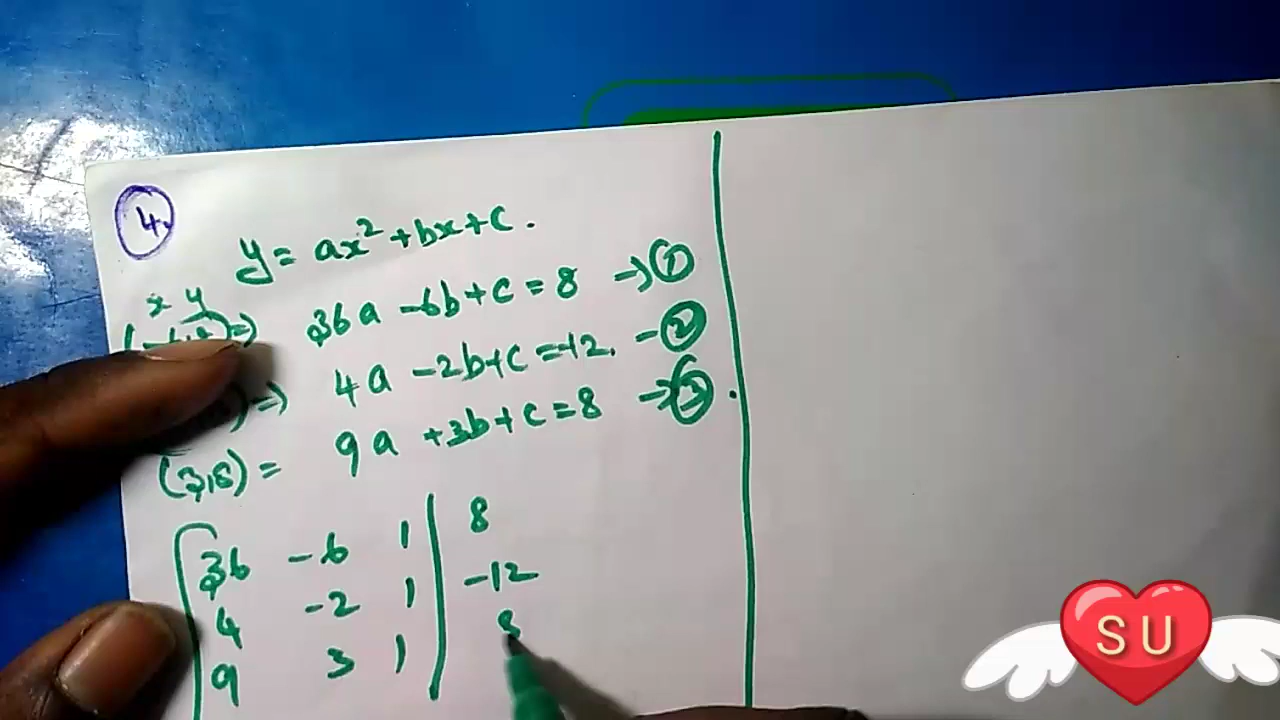 4.
y = ax² + bx + c.
x y
36a - 6b + c = 8 → ①
4a - 2b + c = -12. - ②
(3,8) = 9a + 3b + c = 8 → ③.
36 -6 1 | 8
4 -2 1 | -12
9 3 1 | 8
SU